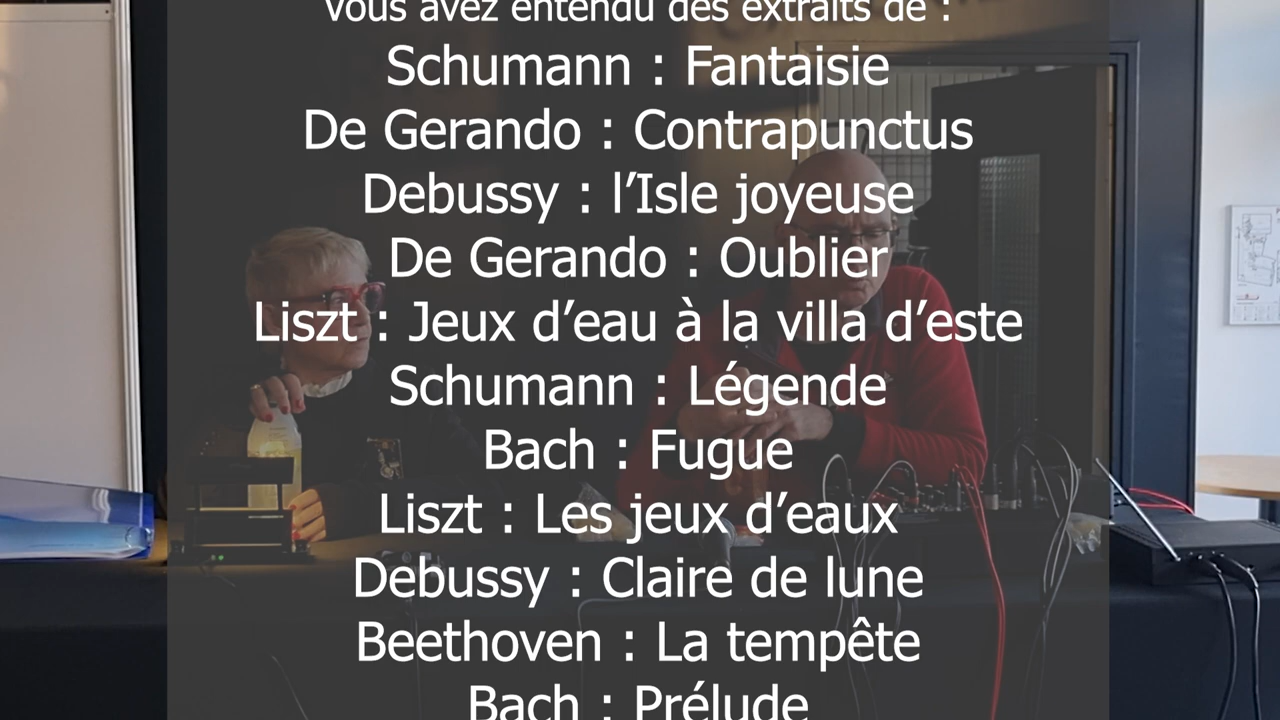 Vous avez entendu des extraits de :
Schumann : Fantaisie
De Gerando : Contrapunctus
Debussy : l’Isle joyeuse
De Gerando : Oublier
Liszt : Jeux d’eau à la villa d’este
Schumann : Légende
Bach : Fugue
Liszt : Les jeux d’eaux
Debussy : Claire de lune
Beethoven : La tempête
Bach : Prélude